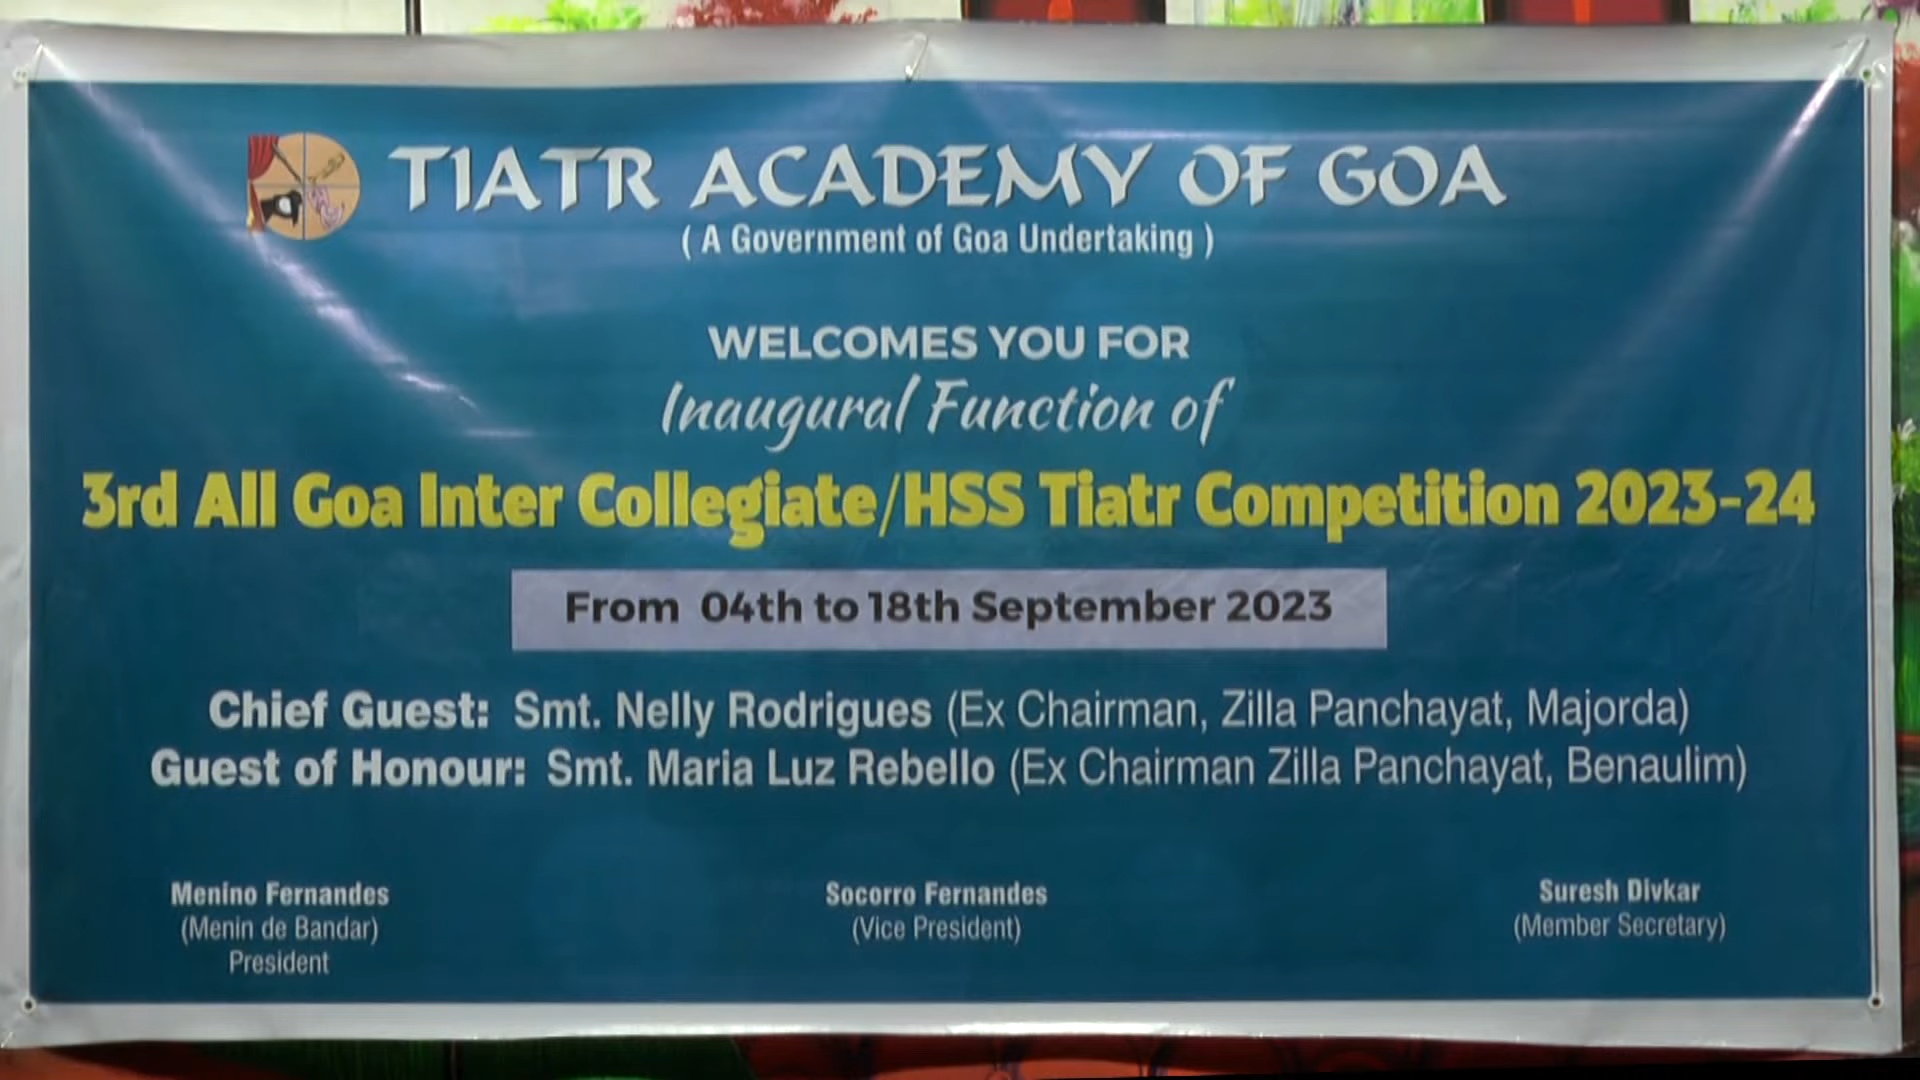 TIATR ACADEMY OF GOA
( A Government of Goa Undertaking )
WELCOMES YOU FOR
Inaugural Function of
3rd All Goa Inter Collegiate/HSS Tiatr Competition 2023-24
From 04th to 18th September 2023
Chief Guest: Smt. Nelly Rodrigues (Ex Chairman, Zilla Panchayat, Majorda)
Guest of Honour: Smt. Maria Luz Rebello (Ex Chairman Zilla Panchayat, Benaulim)
Menino Fernandes
(Menin de Bandar)
President
Socorro Fernandes
(Vice President)
Suresh Divkar
(Member Secretary)